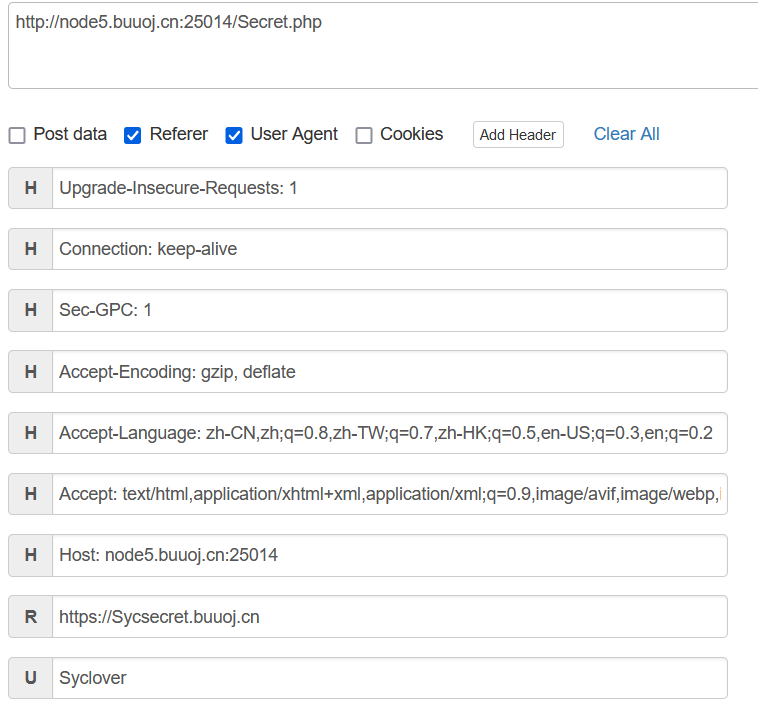 http://node5.buuoj.cn:25014/Secret.php
Post data Referer User Agent Cookies Add Header Clear All
H Upgrade-Insecure-Requests: 1
H Connection: keep-alive
H Sec-GPC: 1
H Accept-Encoding: gzip, deflate
H Accept-Language: zh-CN,zh;q=0.8,zh-TW;q=0.7,zh-HK;q=0.5,en-US;q=0.3,en;q=0.2
H Accept: text/html,application/xhtml+xml,application/xml;q=0.9,image/avif,image/webp,
H Host: node5.buuoj.cn:25014
R https://Sycsecret.buuoj.cn
U Syclover